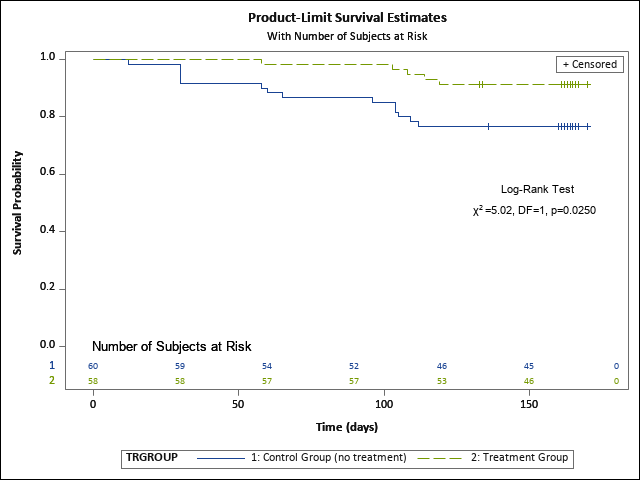 Product-Limit Survival Estimates
With Number of Subjects at Risk
+ Censored
1.0
0.8
0.6
0.4
0.2
0.0
Survival Probability
Log-Rank Test
χ² =5.02, DF=1, p=0.0250
Number of Subjects at Risk
1 60 59 54 52 46 45 0
2 58 58 57 57 53 46 0
0 50 100 150
Time (days)
TRGROUP 1: Control Group (no treatment) 2: Treatment Group